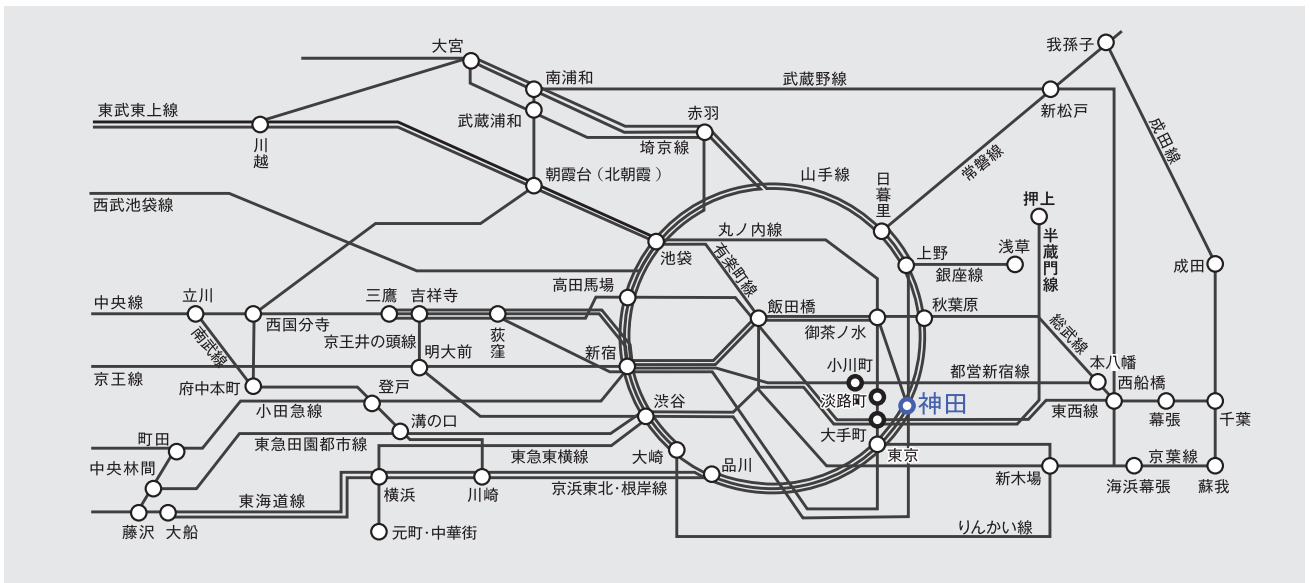 大宮
我孫子
南浦和
武蔵野線
東武東上線
新松戸
武蔵浦和
赤羽
成田線
川越
埼京線
常磐線
朝霞台（北朝霞）
山手線
日暮里
押上
西武池袋線
丸ノ内線
半蔵門線
池袋
有楽町線
上野
浅草
銀座線
成田
高田馬場
中央線
立川
三鷹
吉祥寺
飯田橋
秋葉原
西国分寺
南武線
京王井の頭線
荻窪
御茶ノ水
総武線
明大前
新宿
小川町
都営新宿線
本八幡
京王線
府中本町
登戸
西船橋
淡路町
神田
小田急線
渋谷
東西線
幕張
千葉
溝の口
大手町
町田
東急田園都市線
東急東横線
大崎
品川
東京
京葉線
中央林間
新木場
東海道線
横浜
川崎
京浜東北・根岸線
海浜幕張
蘇我
藤沢
大船
元町・中華街
りんかい線